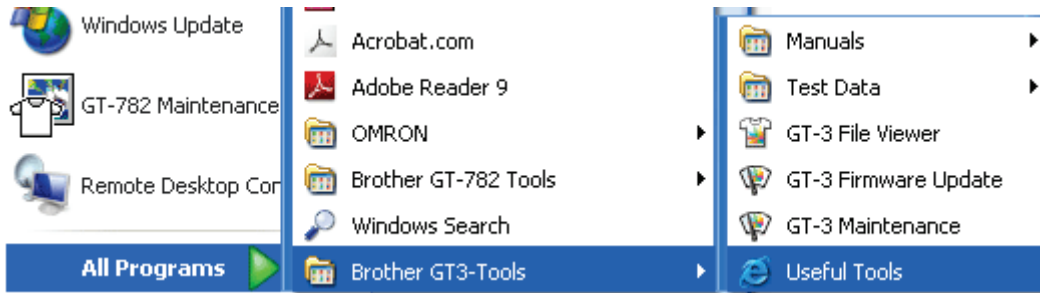 Windows Update
GT-782 Maintenance
Remote Desktop Con
All Programs
Acrobat.com
Adobe Reader 9
OMRON
Brother GT-782 Tools
Windows Search
Brother GT3-Tools
Manuals
Test Data
GT-3 File Viewer
GT-3 Firmware Update
GT-3 Maintenance
Useful Tools